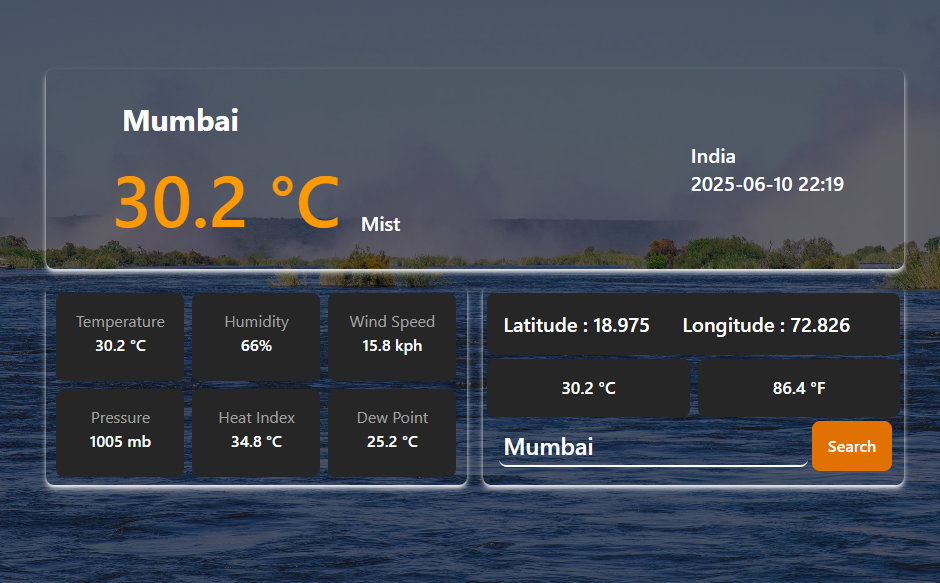 Mumbai
30.2 °C Mist
India
2025-06-10 22:19
Temperature
30.2 °C
Humidity
66%
Wind Speed
15.8 kph
Pressure
1005 mb
Heat Index
34.8 °C
Dew Point
25.2 °C
Latitude : 18.975 Longitude : 72.826
30.2 °C
86.4 °F
Mumbai
Search